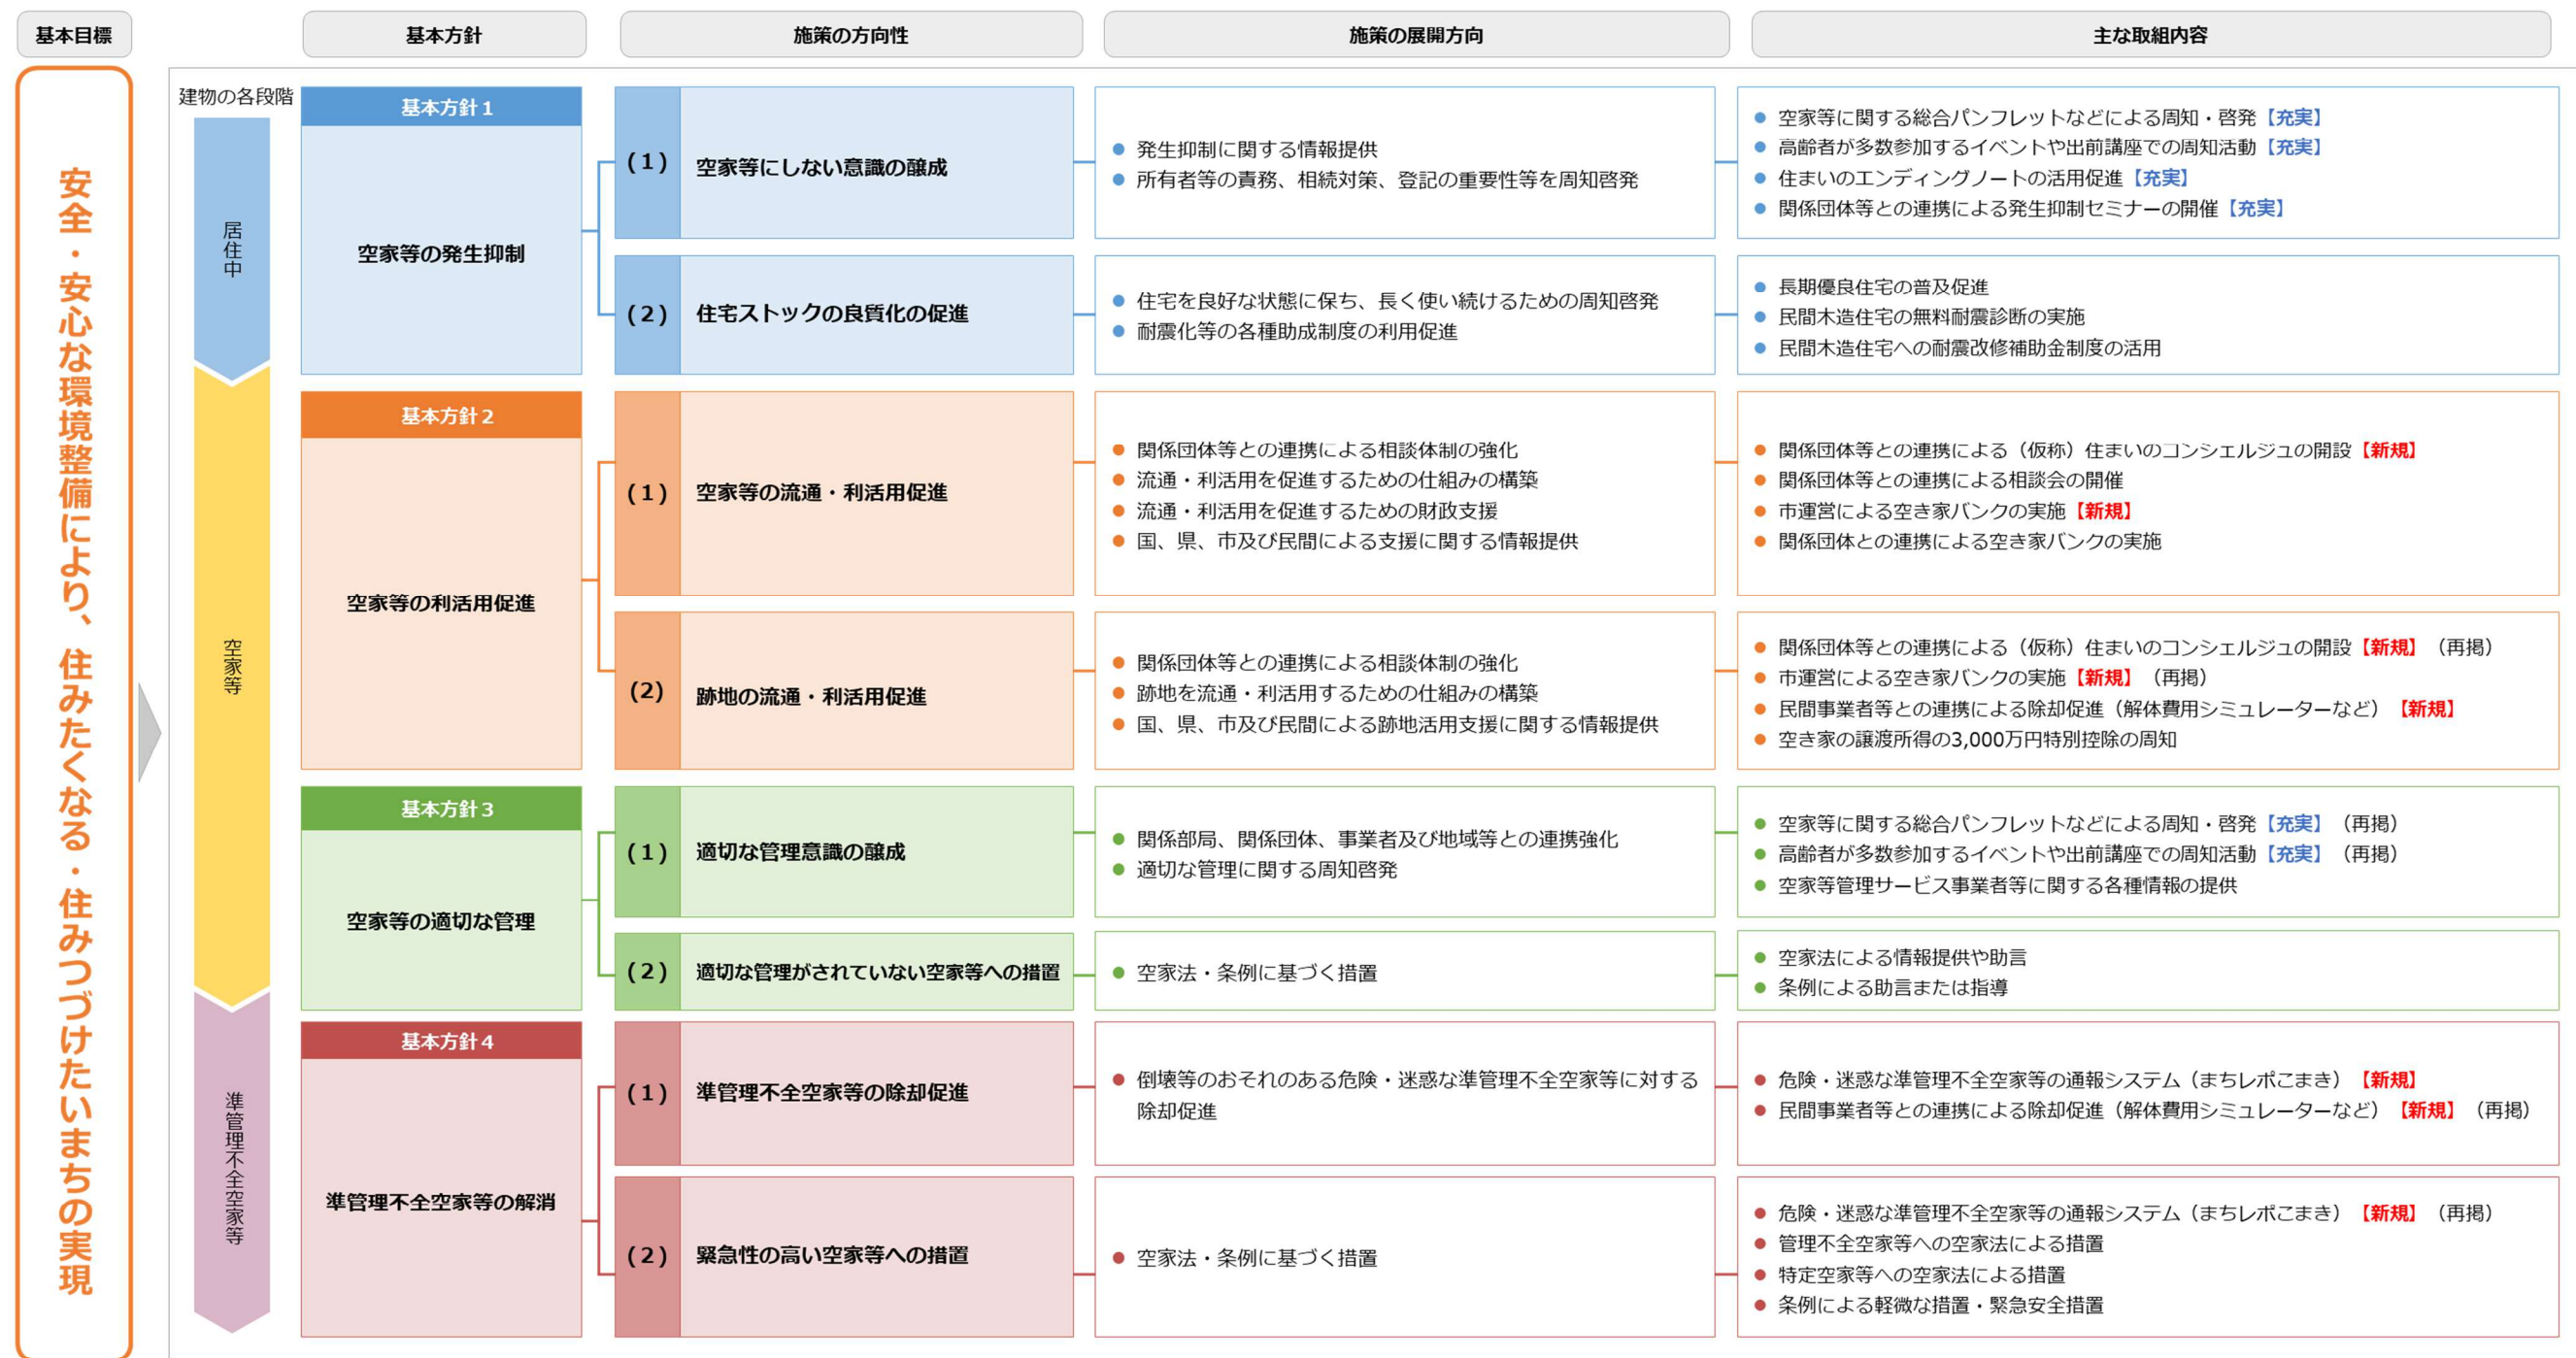 基本目標
基本方針
施策の方向性
施策の展開方向
主な取組内容
安全・安心な環境整備により、住みたくなる・住みつづけたいまちの実現
建物の各段階
居住中
空家等
準管理不全空家等
基本方針1
空家等の発生抑制
(1) 空家等にしない意識の醸成
● 発生抑制に関する情報提供
● 所有者等の責務、相続対策、登記の重要性等を周知啓発
● 空家等に関する総合パンフレットなどによる周知・啓発【充実】
● 高齢者が多数参加するイベントや出前講座での周知活動【充実】
● 住まいのエンディングノートの活用促進【充実】
● 関係団体等との連携による発生抑制セミナーの開催【充実】
(2) 住宅ストックの良質化の促進
● 住宅を良好な状態に保ち、長く使い続けるための周知啓発
● 耐震化等の各種助成制度の利用促進
● 長期優良住宅の普及促進
● 民間木造住宅の無料耐震診断の実施
● 民間木造住宅への耐震改修補助金制度の活用
基本方針2
空家等の利活用促進
(1) 空家等の流通・利活用促進
● 関係団体等との連携による相談体制の強化
● 流通・利活用を促進するための仕組みの構築
● 流通・利活用を促進するための財政支援
● 国、県、市及び民間による支援に関する情報提供
● 関係団体等との連携による（仮称）住まいのコンシェルジュの開設【新規】
● 関係団体等との連携による相談会の開催
● 市運営による空き家バンクの実施【新規】
● 関係団体との連携による空き家バンクの実施
(2) 跡地の流通・利活用促進
● 関係団体等との連携による相談体制の強化
● 跡地を流通・利活用するための仕組みの構築
● 国、県、市及び民間による跡地活用支援に関する情報提供
● 関係団体等との連携による（仮称）住まいのコンシェルジュの開設【新規】（再掲）
● 市運営による空き家バンクの実施【新規】（再掲）
● 民間事業者等との連携による除却促進（解体費用シミュレーターなど）【新規】
● 空き家の譲渡所得の3,000万円特別控除の周知
基本方針3
空家等の適切な管理
(1) 適切な管理意識の醸成
● 関係部局、関係団体、事業者及び地域等との連携強化
● 適切な管理に関する周知啓発
● 空家等に関する総合パンフレットなどによる周知・啓発【充実】（再掲）
● 高齢者が多数参加するイベントや出前講座での周知活動【充実】（再掲）
● 空家等管理サービス事業者等に関する各種情報の提供
(2) 適切な管理がされていない空家等への措置
● 空家法・条例に基づく措置
● 空家法による情報提供や助言
● 条例による助言または指導
基本方針4
準管理不全空家等の解消
(1) 準管理不全空家等の除却促進
● 倒壊等のおそれのある危険・迷惑な準管理不全空家等に対する
除却促進
● 危険・迷惑な準管理不全空家等の通報システム（まちレポこまき）【新規】
● 民間事業者等との連携による除却促進（解体費用シミュレーターなど）【新規】（再掲）
(2) 緊急性の高い空家等への措置
● 空家法・条例に基づく措置
● 危険・迷惑な準管理不全空家等の通報システム（まちレポこまき）【新規】（再掲）
● 管理不全空家等への空家法による措置
● 特定空家等への空家法による措置
● 条例による軽微な措置・緊急安全措置